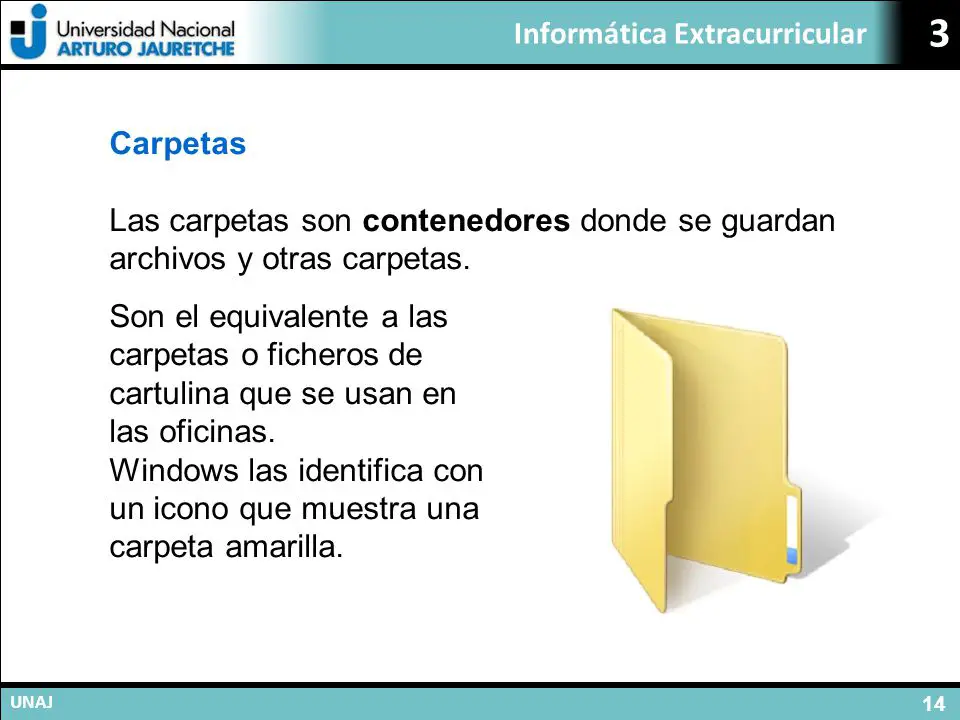 Universidad Nacional
ARTURO JAURETCHE
Informática Extracurricular
3
Carpetas
Las carpetas son contenedores donde se guardan
archivos y otras carpetas.
Son el equivalente a las
carpetas o ficheros de
cartulina que se usan en
las oficinas.
Windows las identifica con
un icono que muestra una
carpeta amarilla.
UNAJ
14